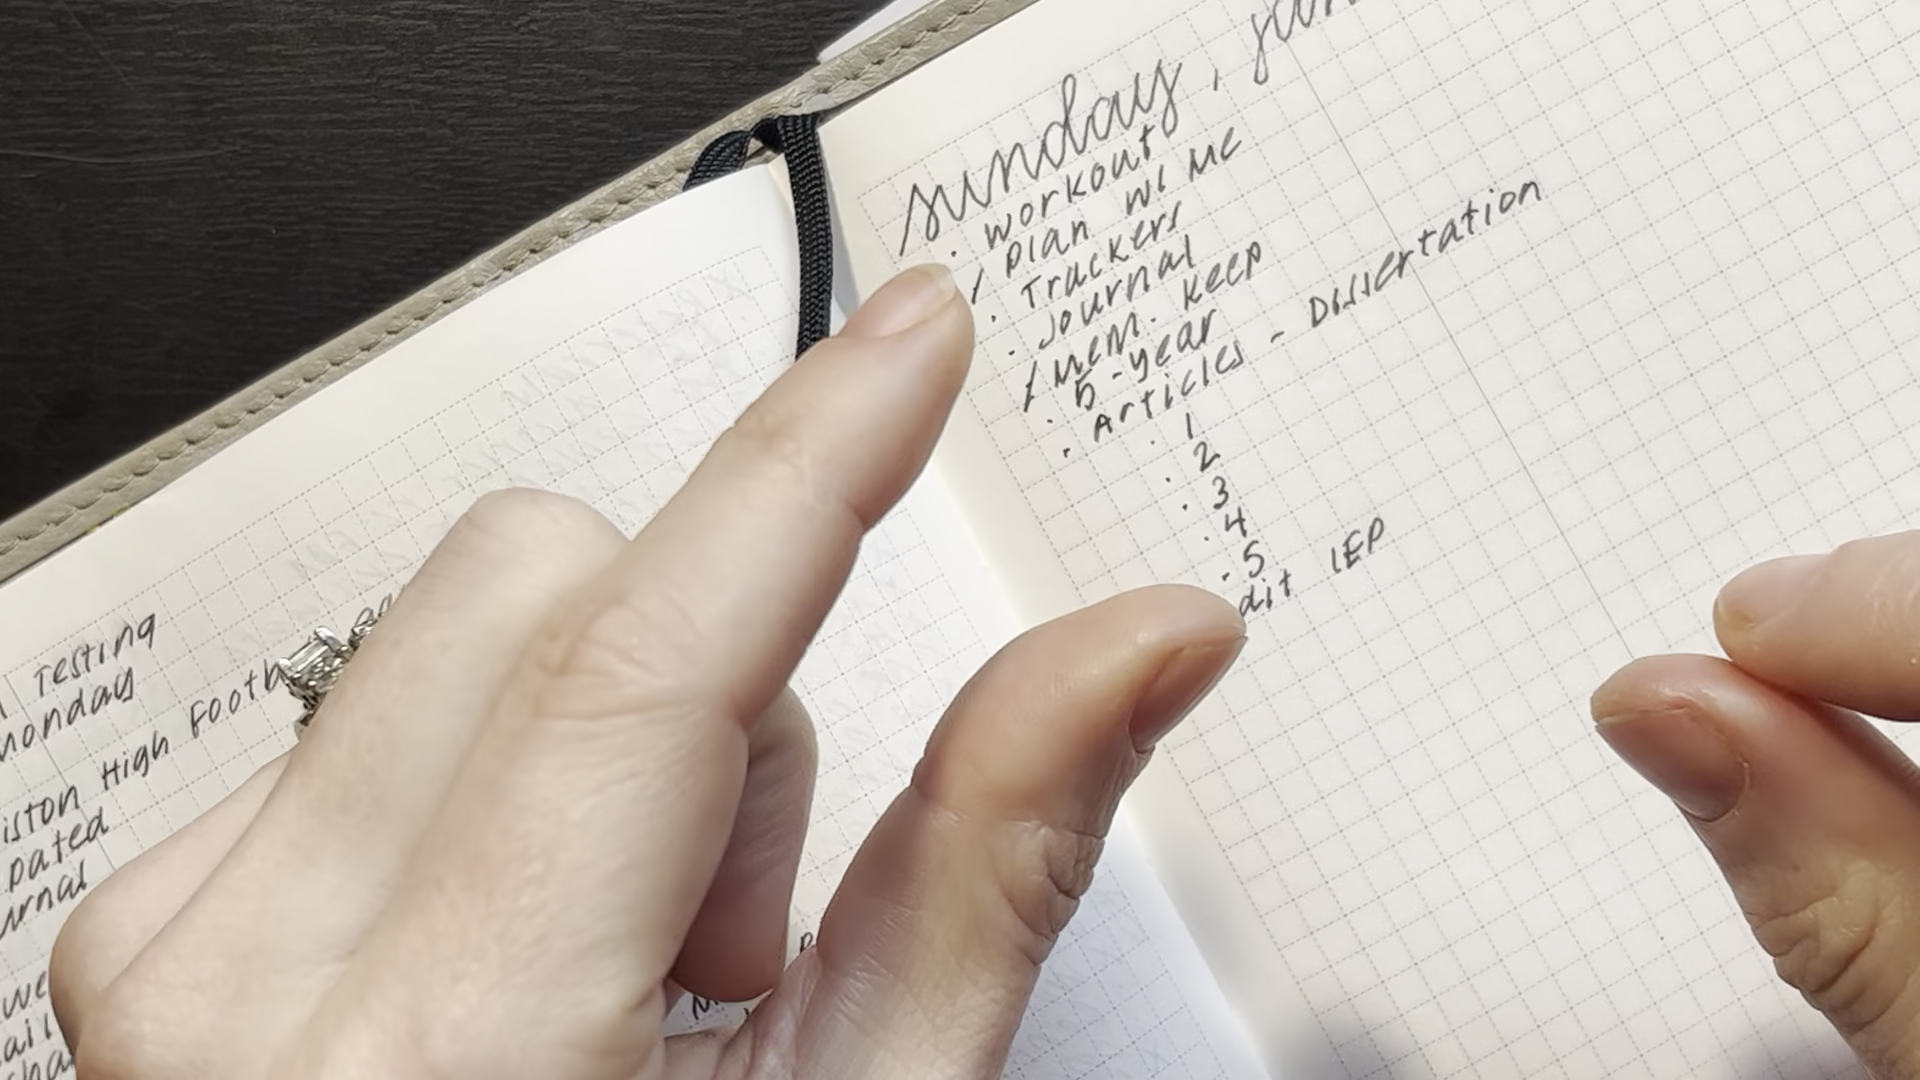 Testing
monday
High Footb
pated
sunday, jun
· workout
/ plan w/ me
· Trackers
· Journal
/ Mem. Keep
· 5-year
· Articles - Dissertation
· 1
· 2
· 3
· 4
· 5
dit IEP